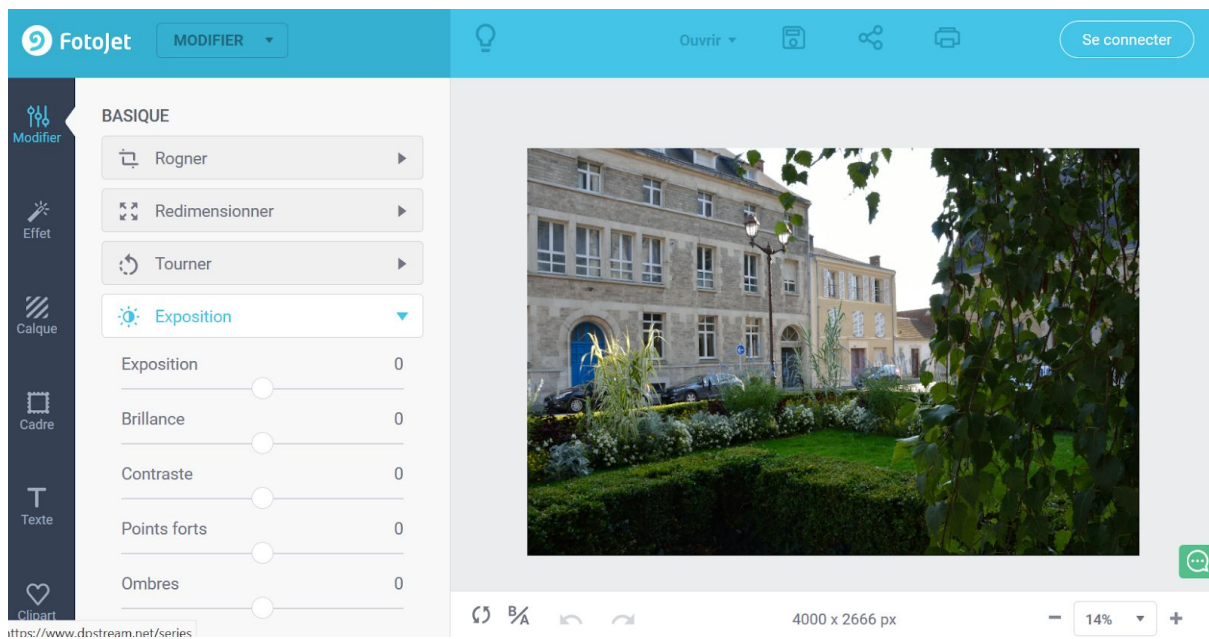 FotoJet
MODIFIER
Ouvrir
Se connecter
Modifier
Effet
Calque
Cadre
Texte
Clipart
BASIQUE
Rogner
Redimensionner
Tourner
Exposition
Exposition 0
Brillance 0
Contraste 0
Points forts 0
Ombres 0
B/A
4000 x 2666 px
14%
ttps://www.dpstream.net/series